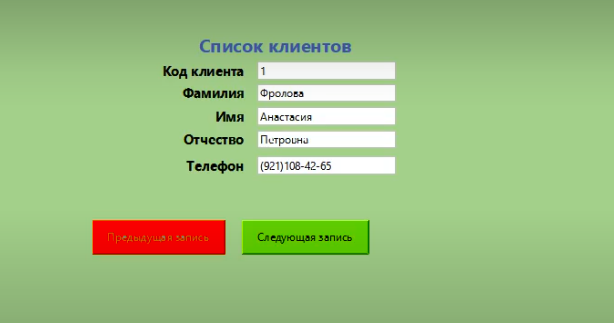 Список клиентов
Код клиента 1
Фамилия Фролова
Имя Анастасия
Отчество Петровна
Телефон (921)108-42-65
Предыдущая запись Следующая запись